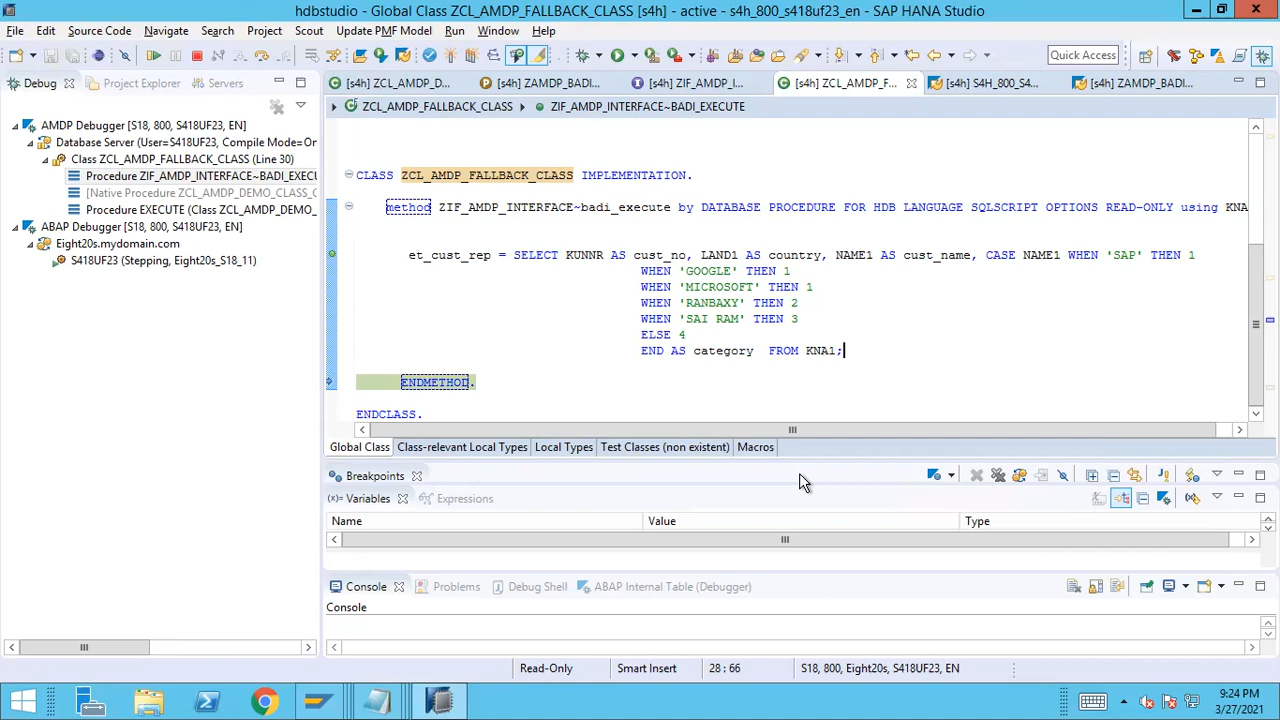 hdbstudio - Global Class ZCL_AMDP_FALLBACK_CLASS [s4h] - active - s4h_800_s418uf23_en - SAP HANA Studio
File Edit Source Code Navigate Search Project Scout Update PMF Model Run Window Help
Quick Access
Debug Project Explorer Servers
[s4h] ZCL_AMDP_D... [s4h] ZAMDP_BADI... [s4h] ZIF_AMDP_I... [s4h] ZCL_AMDP_F... [s4h] S4H_800_S4... [s4h] ZAMDP_BADI...
ZCL_AMDP_FALLBACK_CLASS ZIF_AMDP_INTERFACE~BADI_EXECUTE
AMDP Debugger [S18, 800, S418UF23, EN]
Database Server (User=S418UF23, Compile Mode=On
Class ZCL_AMDP_FALLBACK_CLASS (Line 30)
Procedure ZIF_AMDP_INTERFACE~BADI_EXECU
[Native Procedure ZCL_AMDP_DEMO_CLASS_C
Procedure EXECUTE (Class ZCL_AMDP_DEMO_
ABAP Debugger [S18, 800, S418UF23, EN]
Eight20s.mydomain.com
S418UF23 (Stepping, Eight20s_S18_11)
CLASS ZCL_AMDP_FALLBACK_CLASS IMPLEMENTATION.
method ZIF_AMDP_INTERFACE~badi_execute by DATABASE PROCEDURE FOR HDB LANGUAGE SQLSCRIPT OPTIONS READ-ONLY using KNA
et_cust_rep = SELECT KUNNR AS cust_no, LAND1 AS country, NAME1 AS cust_name, CASE NAME1 WHEN 'SAP' THEN 1
WHEN 'GOOGLE' THEN 1
WHEN 'MICROSOFT' THEN 1
WHEN 'RANBAXY' THEN 2
WHEN 'SAI RAM' THEN 3
ELSE 4
END AS category FROM KNA1;
ENDMETHOD.
ENDCLASS.
Global Class Class-relevant Local Types Local Types Test Classes (non existent) Macros
Breakpoints
(x)= Variables Expressions
Name Value Type
Console Problems Debug Shell ABAP Internal Table (Debugger)
Console
Read-Only Smart Insert 28 : 66 S18, 800, Eight20s, S418UF23, EN
9:24 PM
3/27/2021